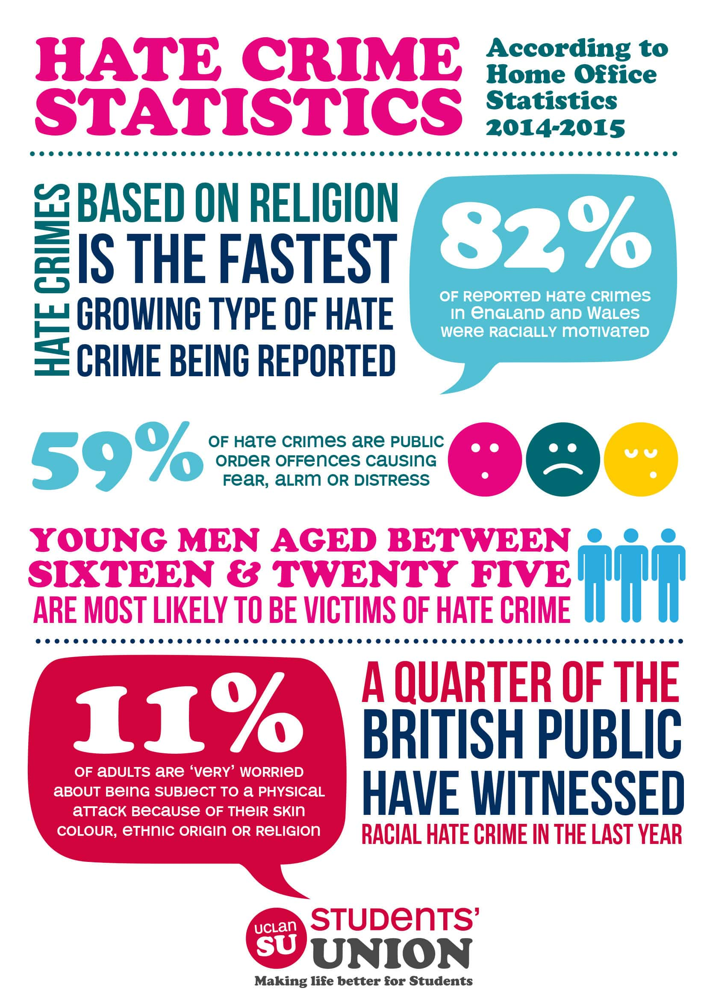 HATE CRIME
STATISTICS
According to
Home Office
Statistics
2014-2015
HATE CRIMES
BASED ON RELIGION
IS THE FASTEST
GROWING TYPE OF HATE
CRIME BEING REPORTED
82%
OF REPORTED HATE CRIMES
IN ENGLAND AND WALES
WERE RACIALLY MOTIVATED
59%
OF HATE CRIMES ARE PUBLIC
ORDER OFFENCES CAUSING
FEAR, ALRM OR DISTRESS
YOUNG MEN AGED BETWEEN
SIXTEEN & TWENTY FIVE
ARE MOST LIKELY TO BE VICTIMS OF HATE CRIME
11%
OF ADULTS ARE ‘VERY’ WORRIED
ABOUT BEING SUBJECT TO A PHYSICAL
ATTACK BECAUSE OF THEIR SKIN
COLOUR, ETHNIC ORIGIN OR RELIGION
A QUARTER OF THE
BRITISH PUBLIC
HAVE WITNESSED
RACIAL HATE CRIME IN THE LAST YEAR
UCLan
SU
STUDENTS’
UNION
Making life better for Students